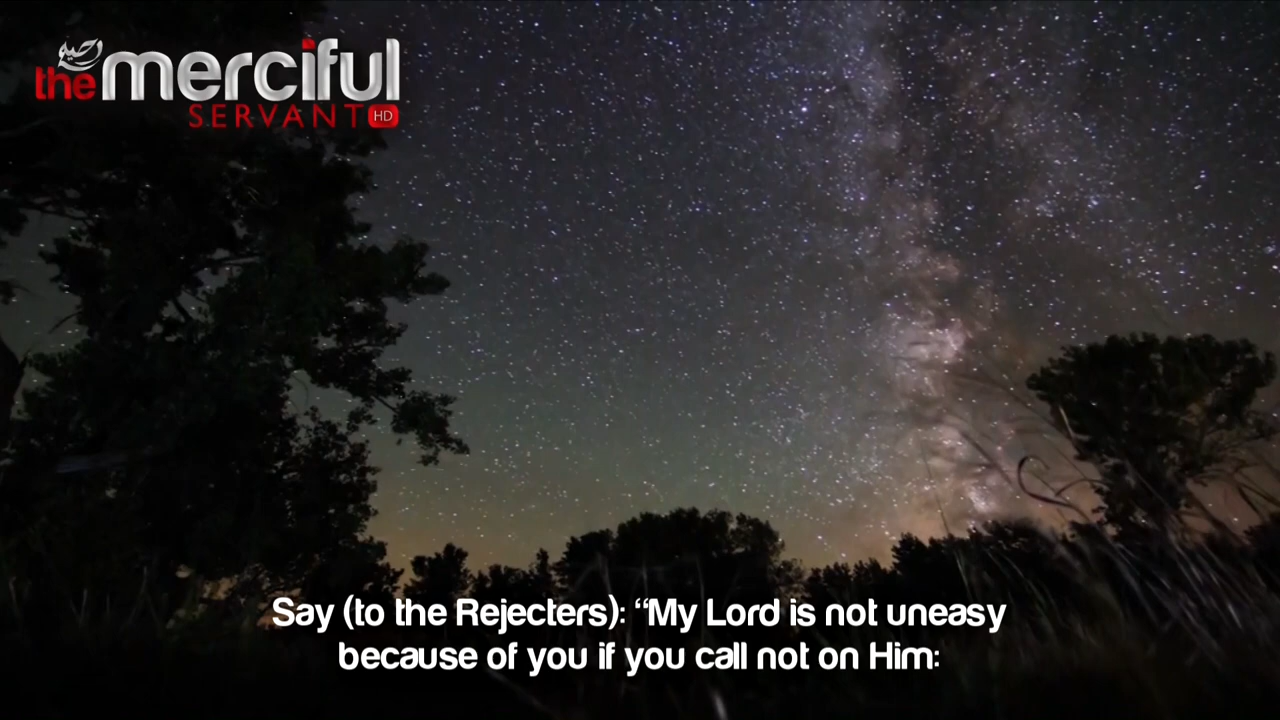 the merciful
SERVANT HD
Say (to the Rejecters): “My Lord is not uneasy
because of you if you call not on Him: